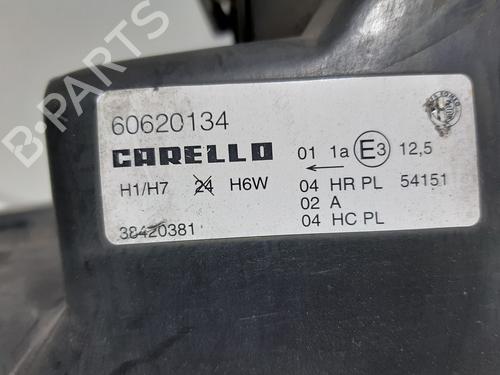 60620134
CARELLO 01 1a E3 12,5
H1/H7 24 H6W ← 04 HR PL 54151
02 A
38420381 04 HC PL
B-PARTS